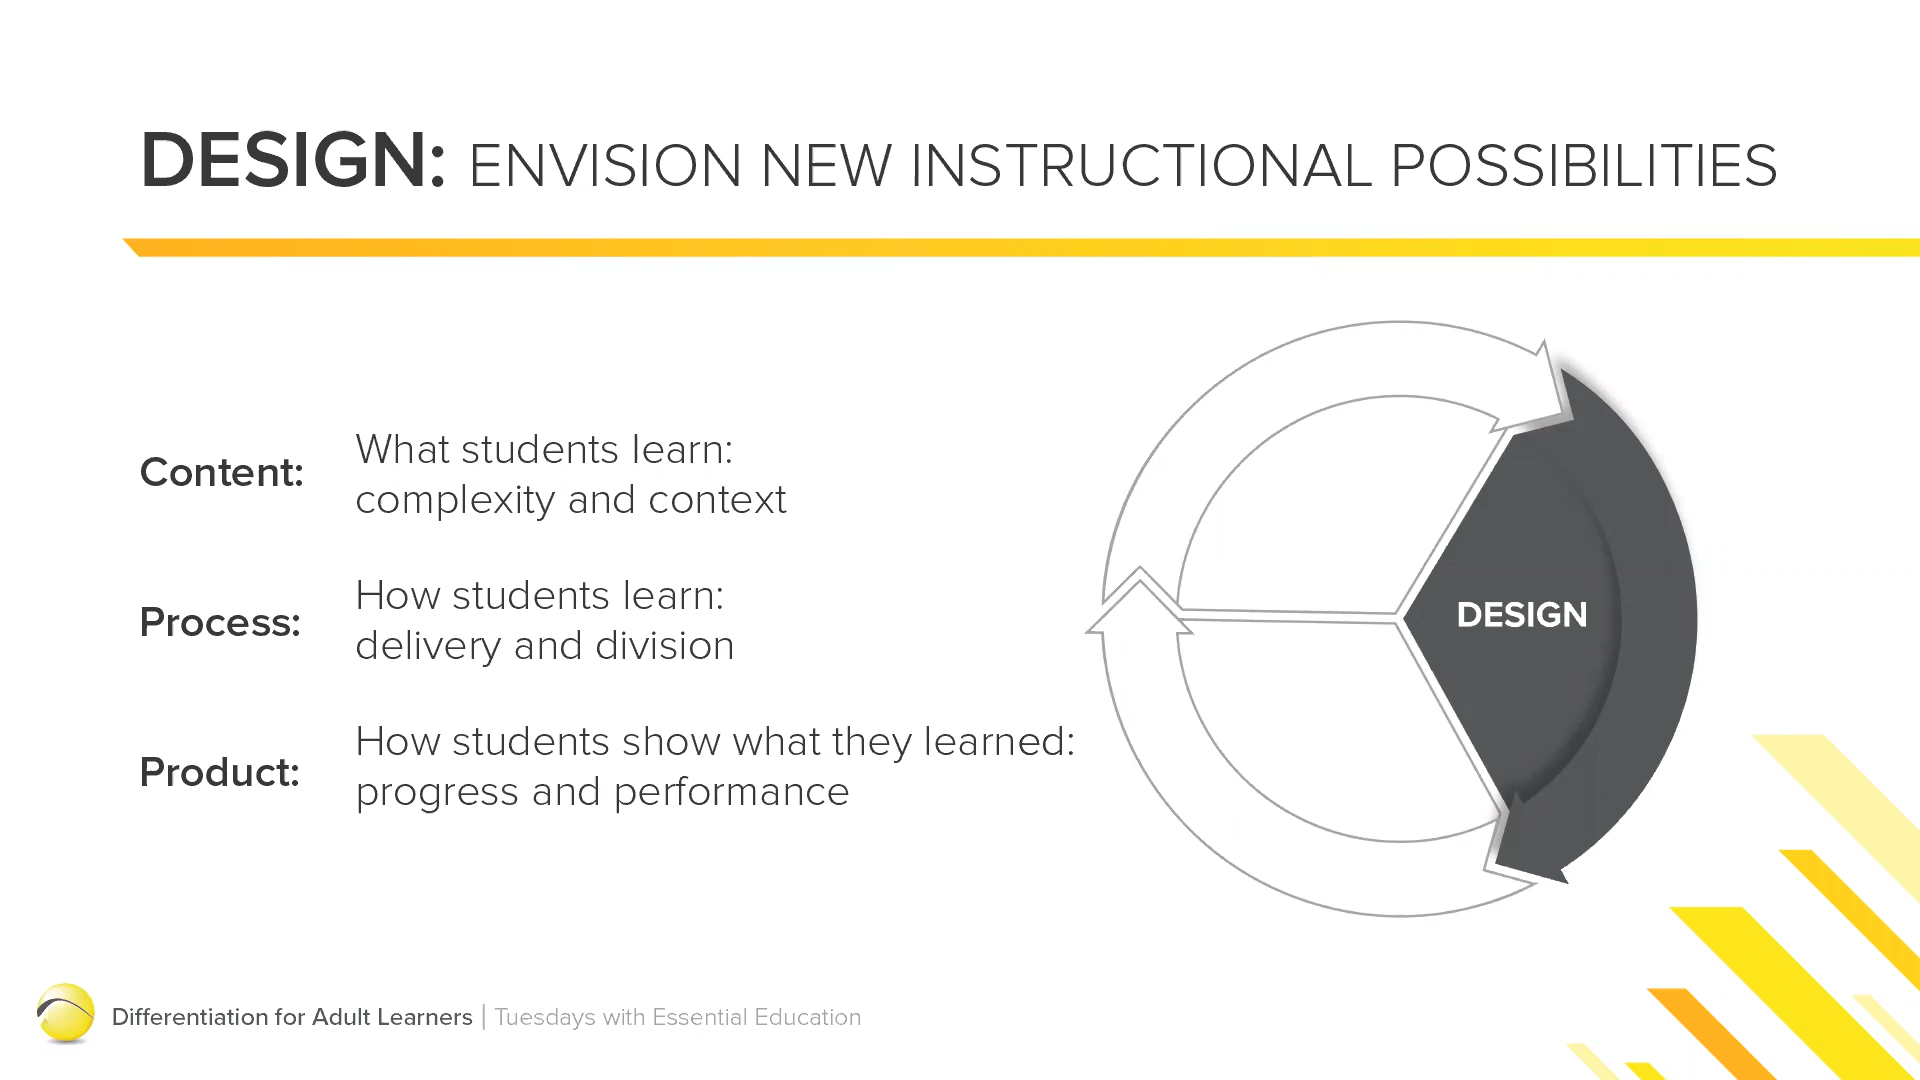 DESIGN: ENVISION NEW INSTRUCTIONAL POSSIBILITIES
Content:
What students learn:
complexity and context
Process:
How students learn:
delivery and division
Product:
How students show what they learned:
progress and performance
DESIGN
Differentiation for Adult Learners | Tuesdays with Essential Education